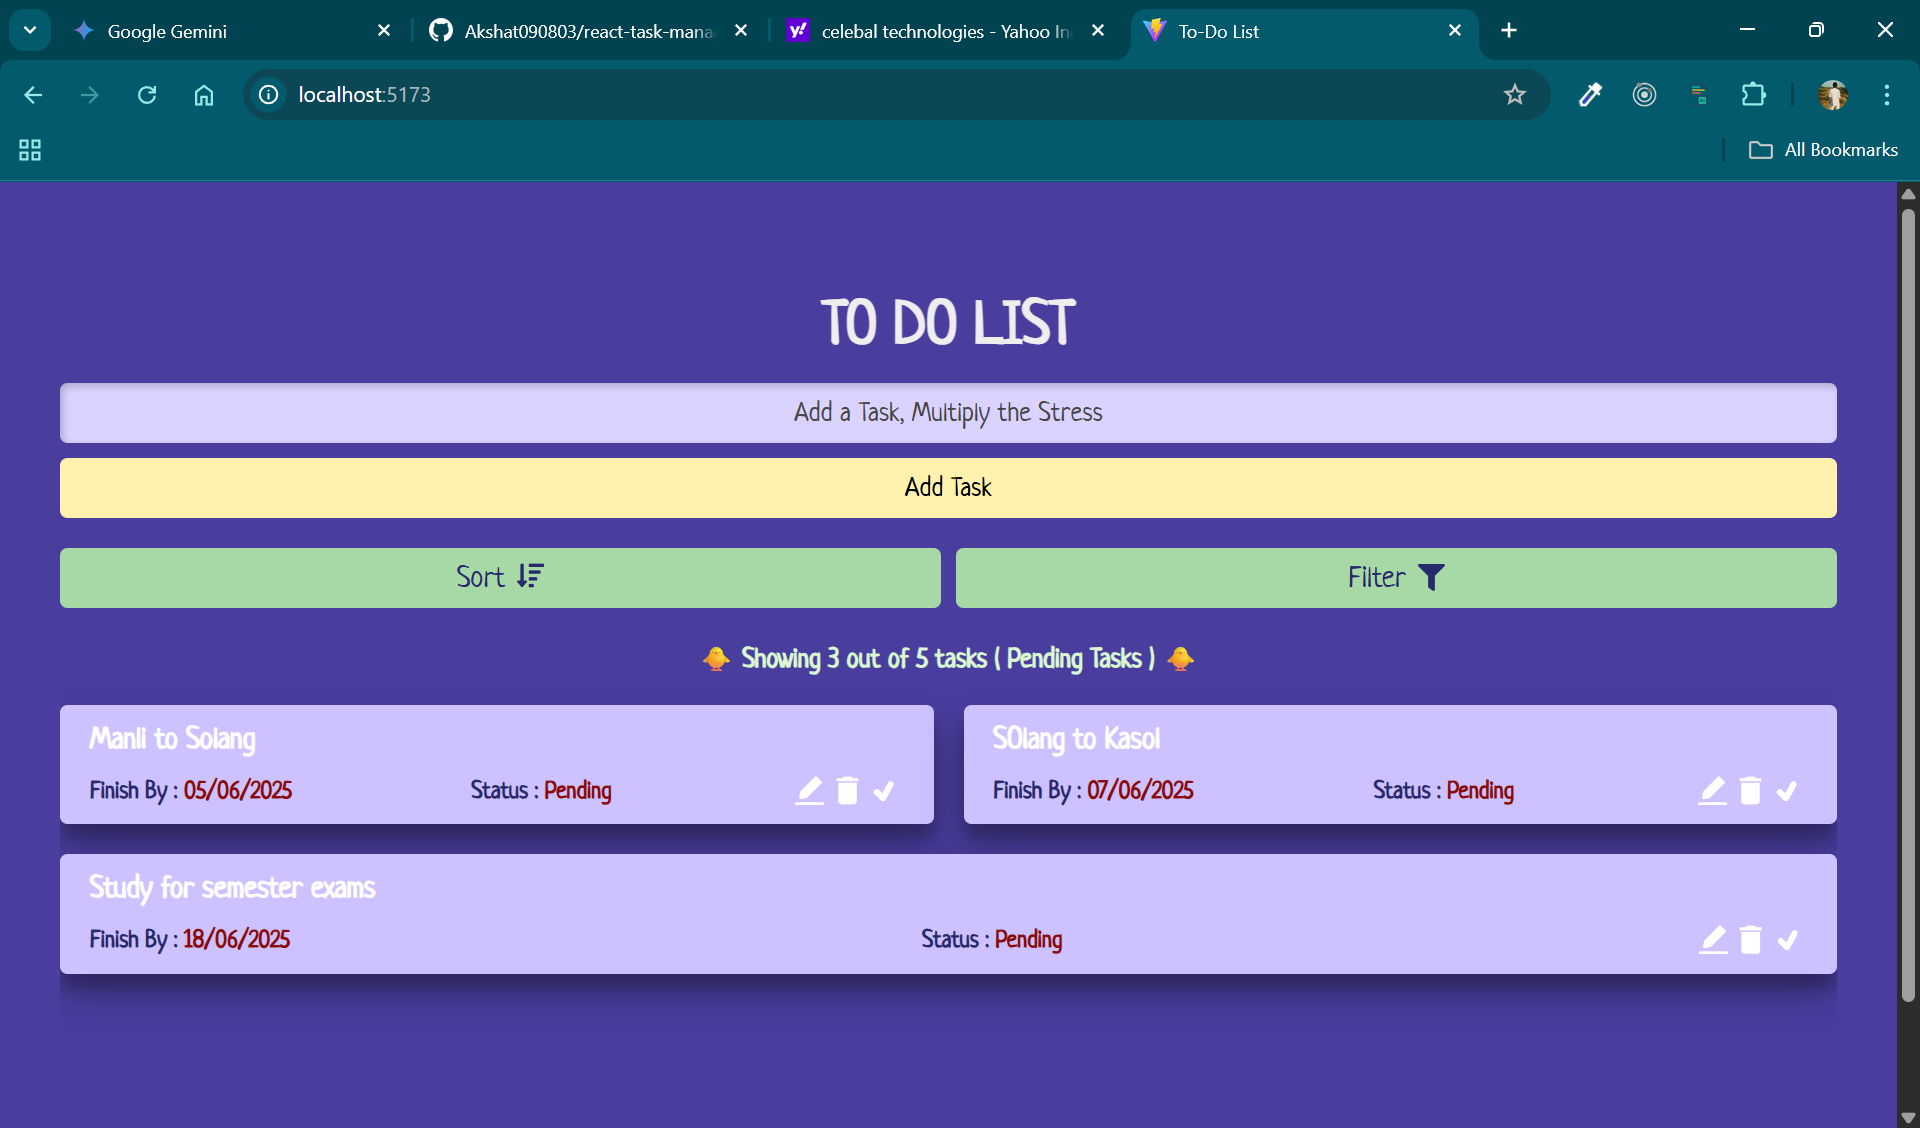 Google Gemini
Akshat090803/react-task-mana
celebal technologies - Yahoo In
To-Do List
localhost:5173
All Bookmarks
TO DO LIST
Add a Task, Multiply the Stress
Add Task
Sort
Filter
Showing 3 out of 5 tasks ( Pending Tasks )
Manli to Solang
Finish By : 05/06/2025 Status : Pending
SOlang to Kasol
Finish By : 07/06/2025 Status : Pending
Study for semester exams
Finish By : 18/06/2025 Status : Pending